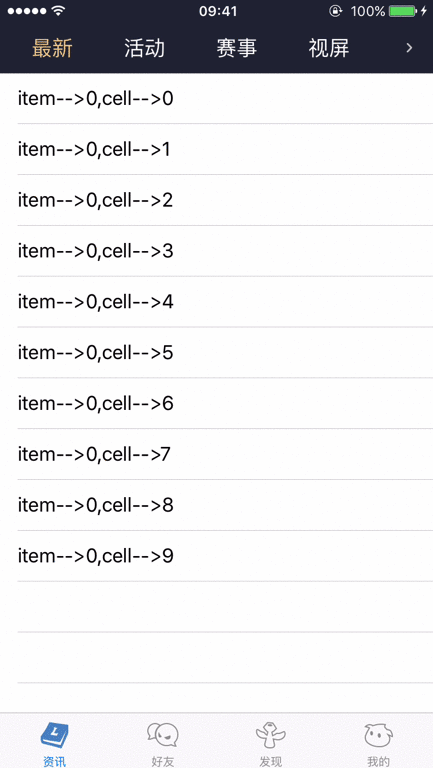 09:41 100%
最新 活动 赛事 视屏 >
item-->0,cell-->0
item-->0,cell-->1
item-->0,cell-->2
item-->0,cell-->3
item-->0,cell-->4
item-->0,cell-->5
item-->0,cell-->6
item-->0,cell-->7
item-->0,cell-->8
item-->0,cell-->9
资讯 好友 发现 我的